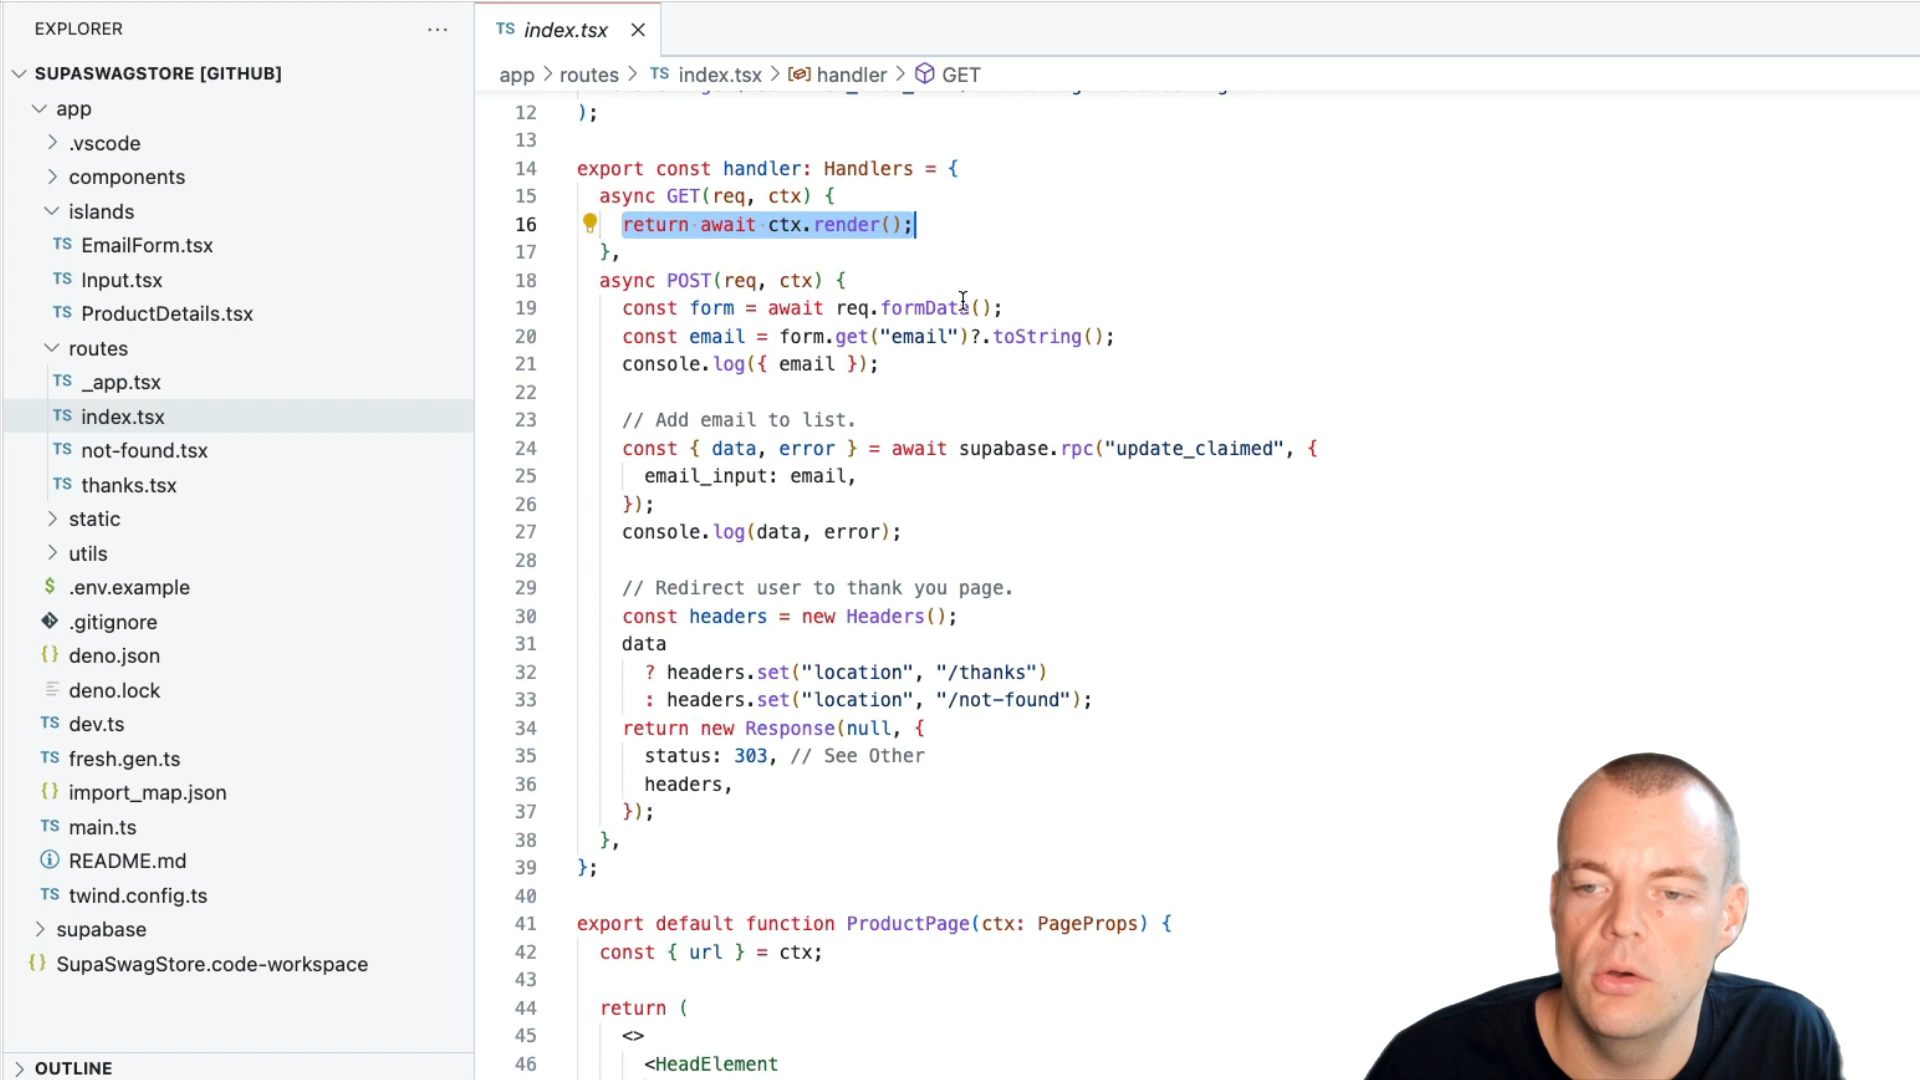 EXPLORER
SUPASWAGSTORE [GITHUB]
app
.vscode
components
islands
TS EmailForm.tsx
TS Input.tsx
TS ProductDetails.tsx
routes
TS _app.tsx
TS index.tsx
TS not-found.tsx
TS thanks.tsx
static
utils
$ .env.example
.gitignore
{} deno.json
deno.lock
TS dev.ts
TS fresh.gen.ts
{} import_map.json
TS main.ts
README.md
TS twind.config.ts
supabase
{} SupaSwagStore.code-workspace
OUTLINE
TS index.tsx
app > routes > TS index.tsx > handler > GET
12 );
13
14 export const handler: Handlers = {
15 async GET(req, ctx) {
16 return await ctx.render();
17 },
18 async POST(req, ctx) {
19 const form = await req.formData();
20 const email = form.get("email")?.toString();
21 console.log({ email });
22
23 // Add email to list.
24 const { data, error } = await supabase.rpc("update_claimed", {
25 email_input: email,
26 });
27 console.log(data, error);
28
29 // Redirect user to thank you page.
30 const headers = new Headers();
31 data
32 ? headers.set("location", "/thanks")
33 : headers.set("location", "/not-found");
34 return new Response(null, {
35 status: 303, // See Other
36 headers,
37 });
38 },
39 };
40
41 export default function ProductPage(ctx: PageProps) {
42 const { url } = ctx;
43
44 return (
45 <>
46 <HeadElement